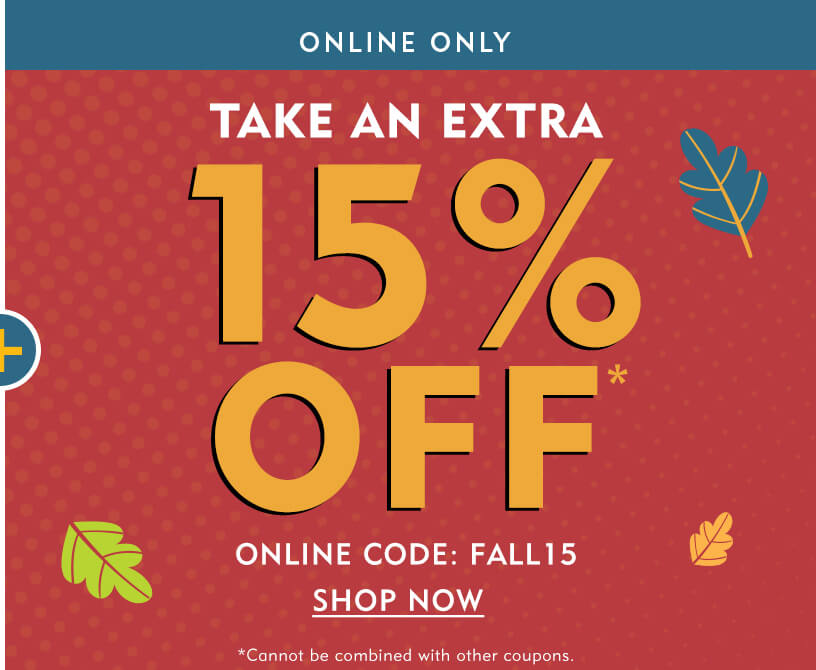 ONLINE ONLY
TAKE AN EXTRA
15%
OFF*
ONLINE CODE: FALL15
SHOP NOW
*Cannot be combined with other coupons.